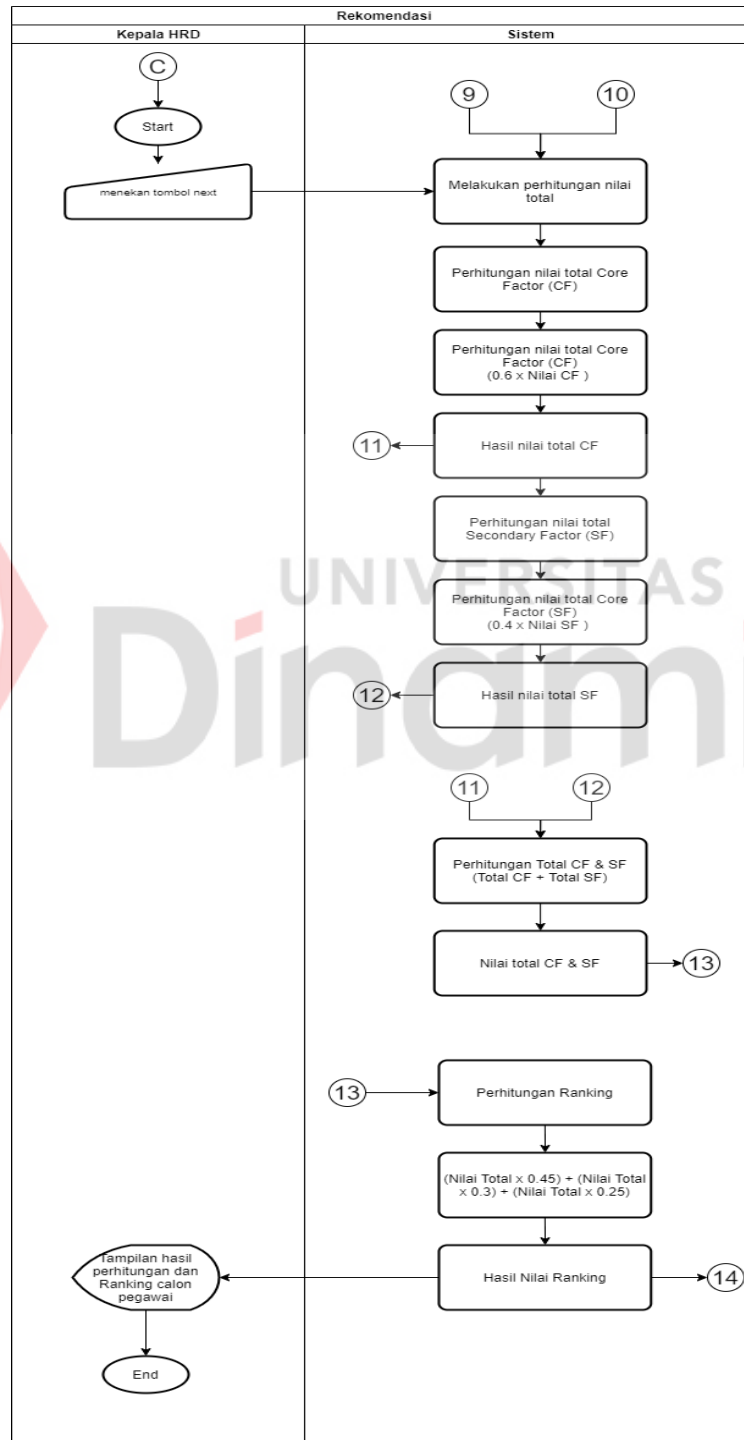 Rekomendasi
Kepala HRD
Sistem
C
Start
menekan tombol next
9
10
Melakukan perhitungan nilai
total
Perhitungan nilai total Core
Factor (CF)
Perhitungan nilai total Core
Factor (CF)
(0.6 x Nilai CF )
Hasil nilai total CF
11
Perhitungan nilai total
Secondary Factor (SF)
Perhitungan nilai total Core
Factor (SF)
(0.4 x Nilai SF )
Hasil nilai total SF
12
11
12
Perhitungan Total CF & SF
(Total CF + Total SF)
Nilai total CF & SF
13
13
Perhitungan Ranking
(Nilai Total x 0.45) + (Nilai Total
x 0.3) + (Nilai Total x 0.25)
Hasil Nilai Ranking
14
Tampilan hasil
perhitungan dan
Ranking calon
pegawai
End
UNIVERSITAS
Dinami